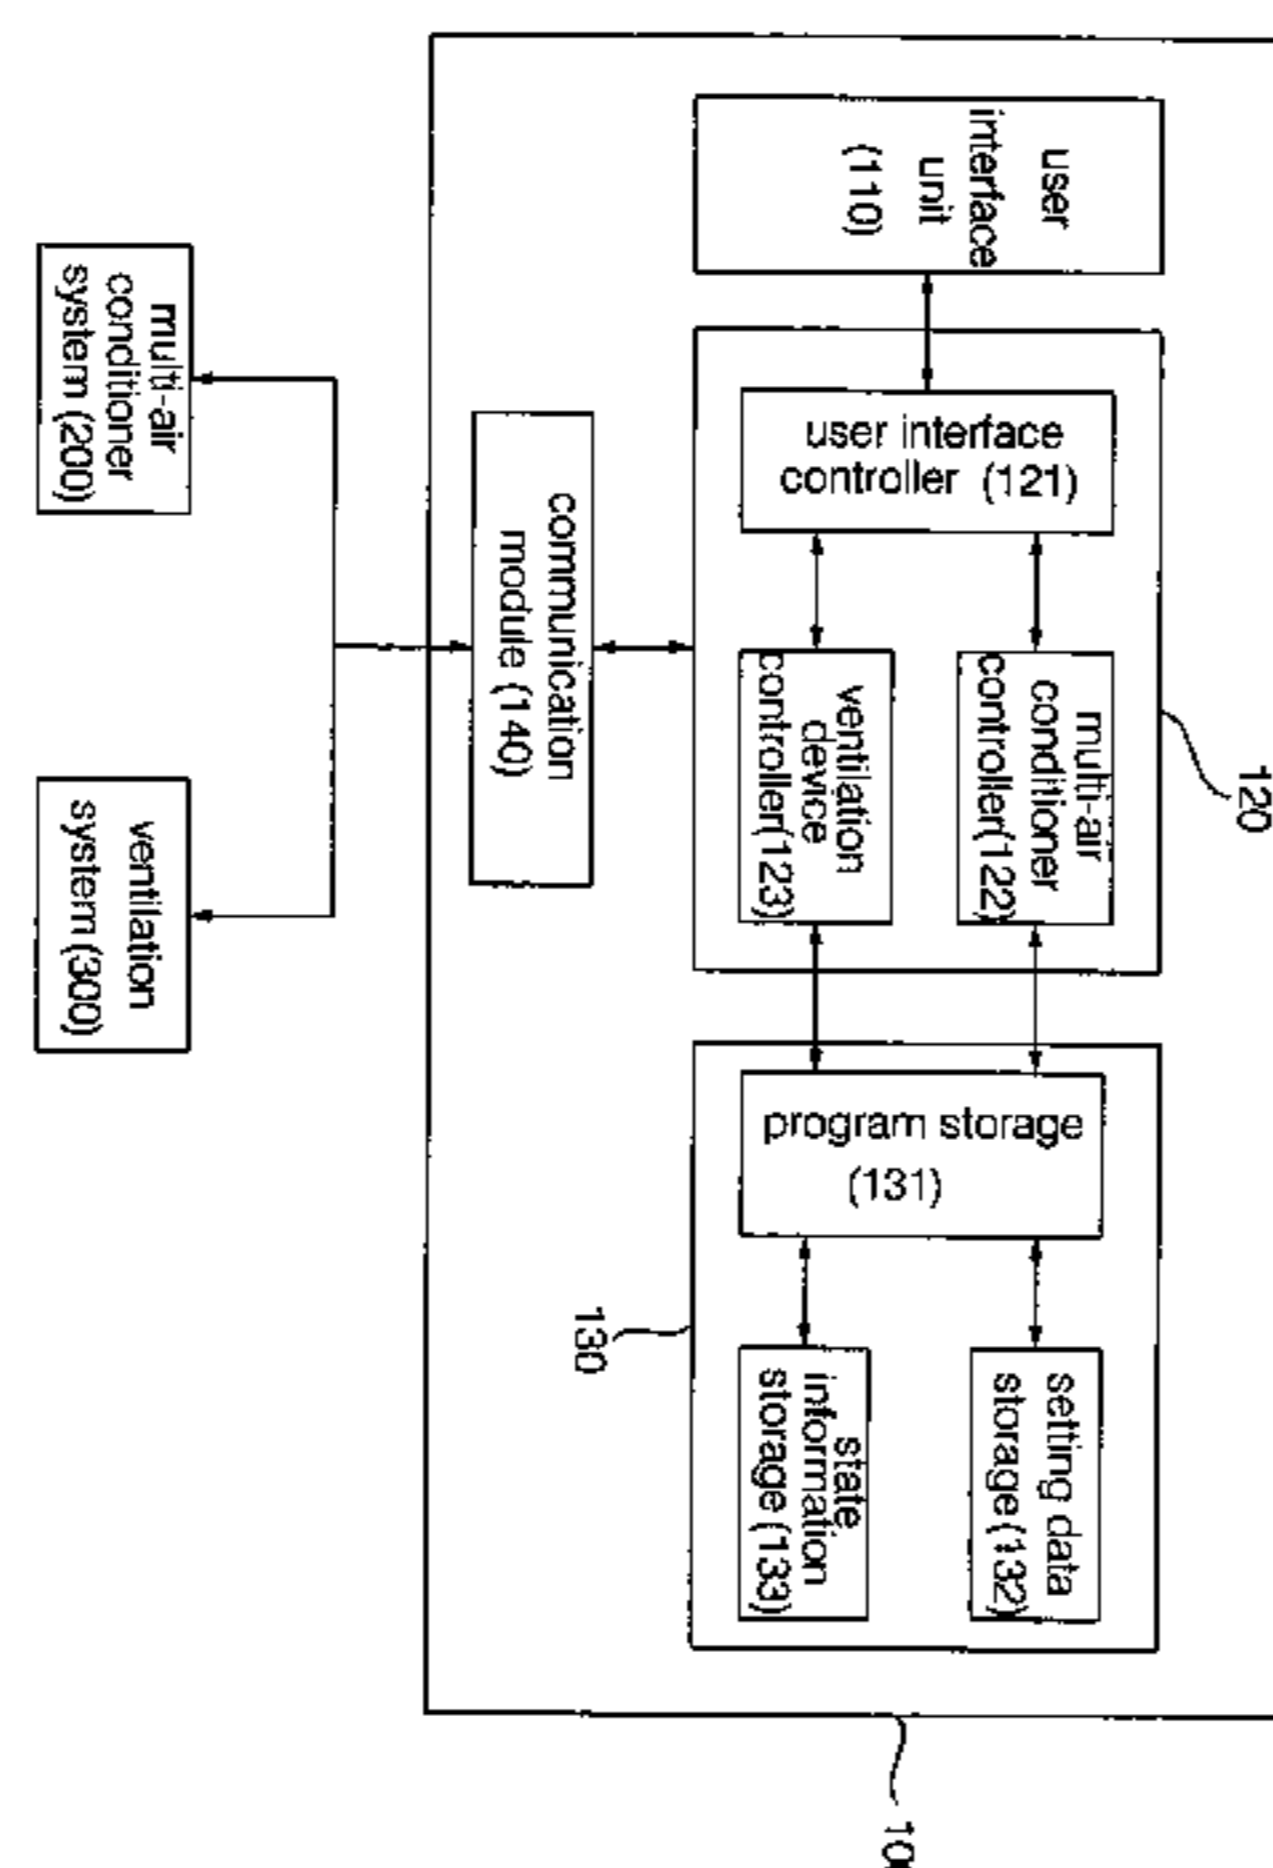 user
interface
unit
(110)
user interface
controller (121)
multi-air
conditioner
controller(122)
ventilation
device
controller(123)
120
program storage
(131)
setting data
storage(132)
state
information
storage(133)
130
communication
module (140)
multi-air
conditioner
system (200)
ventilation
system (300)